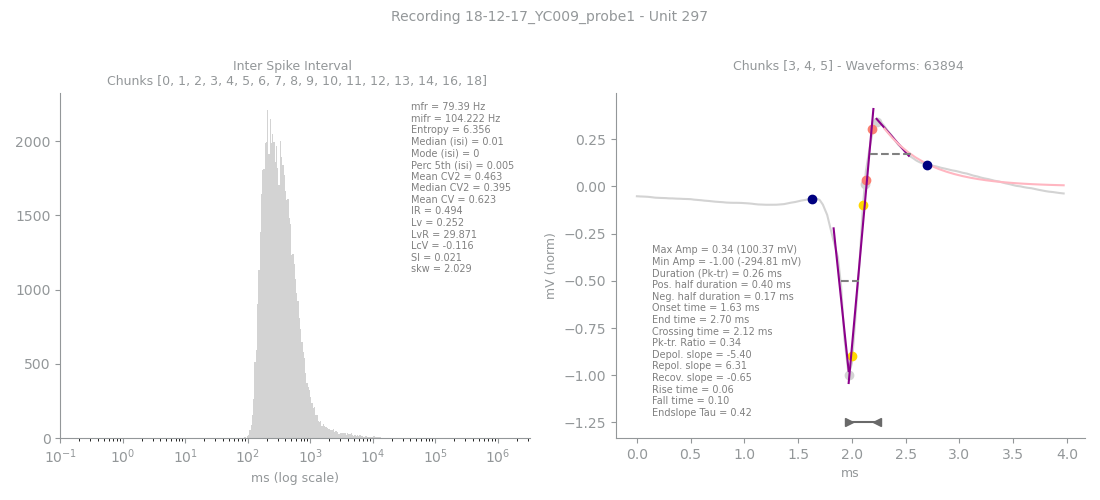 Recording 18-12-17_YC009_probe1 - Unit 297
Inter Spike Interval
Chunks [0, 1, 2, 3, 4, 5, 6, 7, 8, 9, 10, 11, 12, 13, 14, 16, 18]
mfr = 79.39 Hz
mifr = 104.222 Hz
Entropy = 6.356
Median (isi) = 0.01
Mode (isi) = 0
Perc 5th (isi) = 0.005
Mean CV2 = 0.463
Median CV2 = 0.395
Mean CV = 0.623
IR = 0.494
Lv = 0.252
LvR = 29.871
LcV = -0.116
SI = 0.021
skw = 2.029
2000
1500
1000
500
0
10⁻¹ 10⁰ 10¹ 10² 10³ 10⁴ 10⁵ 10⁶
ms (log scale)
Chunks [3, 4, 5] - Waveforms: 63894
mV (norm)
0.25
0.00
−0.25
−0.50
−0.75
−1.00
−1.25
Max Amp = 0.34 (100.37 mV)
Min Amp = -1.00 (-294.81 mV)
Duration (Pk-tr) = 0.26 ms
Pos. half duration = 0.40 ms
Neg. half duration = 0.17 ms
Onset time = 1.63 ms
End time = 2.70 ms
Crossing time = 2.12 ms
Pk-tr. Ratio = 0.34
Depol. slope = -5.40
Repol. slope = 6.31
Recov. slope = -0.65
Rise time = 0.06
Fall time = 0.10
Endslope Tau = 0.42
0.0 0.5 1.0 1.5 2.0 2.5 3.0 3.5 4.0
ms